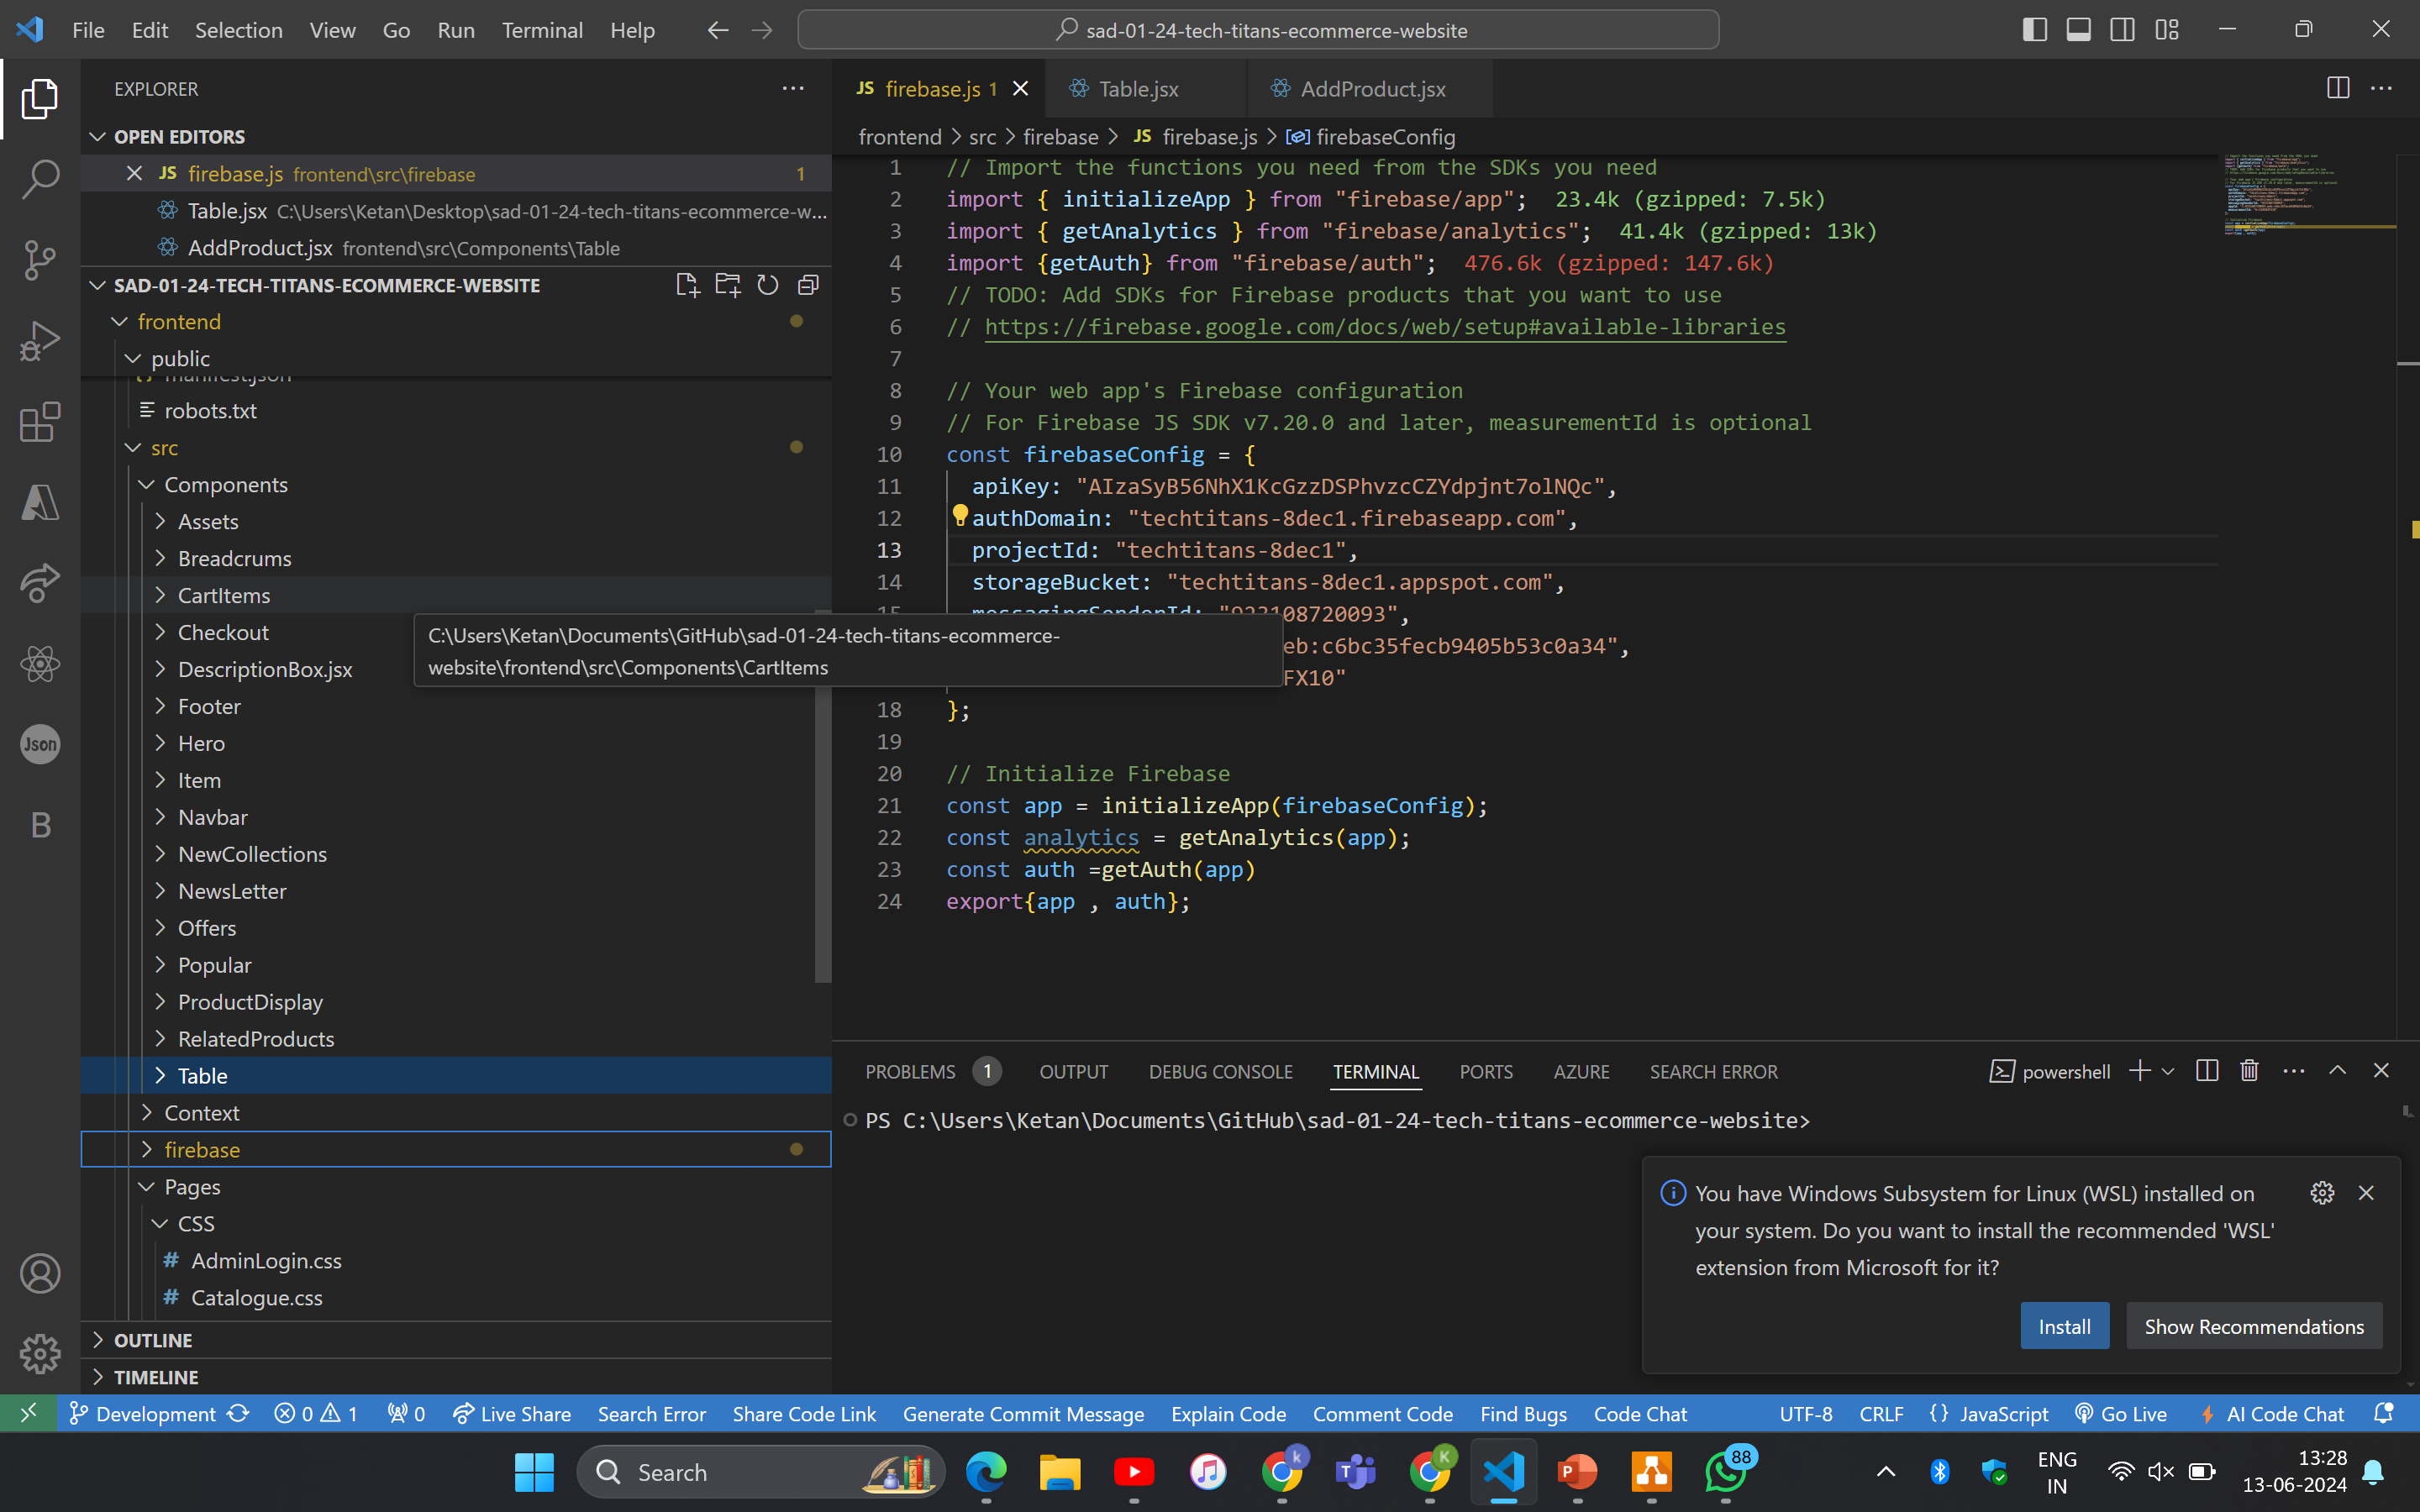 File Edit Selection View Go Run Terminal Help
sad-01-24-tech-titans-ecommerce-website
EXPLORER
OPEN EDITORS
JS firebase.js frontend\src\firebase 1
Table.jsx C:\Users\Ketan\Desktop\sad-01-24-tech-titans-ecommerce-w...
AddProduct.jsx frontend\src\Components\Table
SAD-01-24-TECH-TITANS-ECOMMERCE-WEBSITE
frontend
public
manifest.json
robots.txt
src
Components
Assets
Breadcrums
CartItems
Checkout
DescriptionBox.jsx
Footer
Hero
Item
Navbar
NewCollections
NewsLetter
Offers
Popular
ProductDisplay
RelatedProducts
Table
Context
firebase
Pages
CSS
# AdminLogin.css
# Catalogue.css
OUTLINE
TIMELINE
Json
B
C:\Users\Ketan\Documents\GitHub\sad-01-24-tech-titans-ecommerce-
website\frontend\src\Components\CartItems
JS firebase.js 1 Table.jsx AddProduct.jsx
frontend > src > firebase > JS firebase.js > firebaseConfig
1 // Import the functions you need from the SDKs you need
2 import { initializeApp } from "firebase/app"; 23.4k (gzipped: 7.5k)
3 import { getAnalytics } from "firebase/analytics"; 41.4k (gzipped: 13k)
4 import {getAuth} from "firebase/auth"; 476.6k (gzipped: 147.6k)
5 // TODO: Add SDKs for Firebase products that you want to use
6 // https://firebase.google.com/docs/web/setup#available-libraries
7
8 // Your web app's Firebase configuration
9 // For Firebase JS SDK v7.20.0 and later, measurementId is optional
10 const firebaseConfig = {
11 apiKey: "AIzaSyB56NhX1KcGzzDSPhvzcCZYdpjnt7olNQc",
12 authDomain: "techtitans-8dec1.firebaseapp.com",
13 projectId: "techtitans-8dec1",
14 storageBucket: "techtitans-8dec1.appspot.com",
15 messagingSenderId: "923108720093",
eb:c6bc35fecb9405b53c0a34",
FX10"
18 };
19
20 // Initialize Firebase
21 const app = initializeApp(firebaseConfig);
22 const analytics = getAnalytics(app);
23 const auth =getAuth(app)
24 export{app , auth};
PROBLEMS 1 OUTPUT DEBUG CONSOLE TERMINAL PORTS AZURE SEARCH ERROR powershell
PS C:\Users\Ketan\Documents\GitHub\sad-01-24-tech-titans-ecommerce-website>
You have Windows Subsystem for Linux (WSL) installed on
your system. Do you want to install the recommended 'WSL'
extension from Microsoft for it?
Install Show Recommendations
Development 0 1 0 Live Share Search Error Share Code Link Generate Commit Message Explain Code Comment Code Find Bugs Code Chat UTF-8 CRLF {} JavaScript Go Live AI Code Chat
Search
k
T
K
P
88
ENG
IN
13:28
13-06-2024